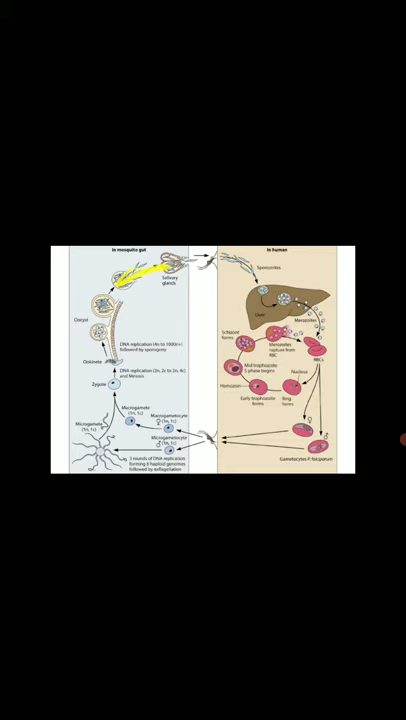 In mosquito gut
Salivary
glands
Oocyst
DNA replication (4c to 1000n+)
followed by sporogony
Ookinete
DNA replication (2n, 2c to 2n, 4c)
and Meiosis
Zygote
Macrogamete
(1n, 1c)
Macrogametocyte
♀ (1n, 1c)
Microgamete
(1n, 1c)
Microgametocyte
♂ (1n, 1c)
3 rounds of DNA replication
forming 8 haploid genomes
followed by exflagellation
In human
Sporozoites
Liver
Merozoites
Schizont
forms
Merozoites
rupture from
RBC
RBCs
Mid trophozoite
S phase begins
Nucleus
Hemozoin
Early trophozoite
forms
Ring
forms
♀
♂
Gametocytes P. falciparum